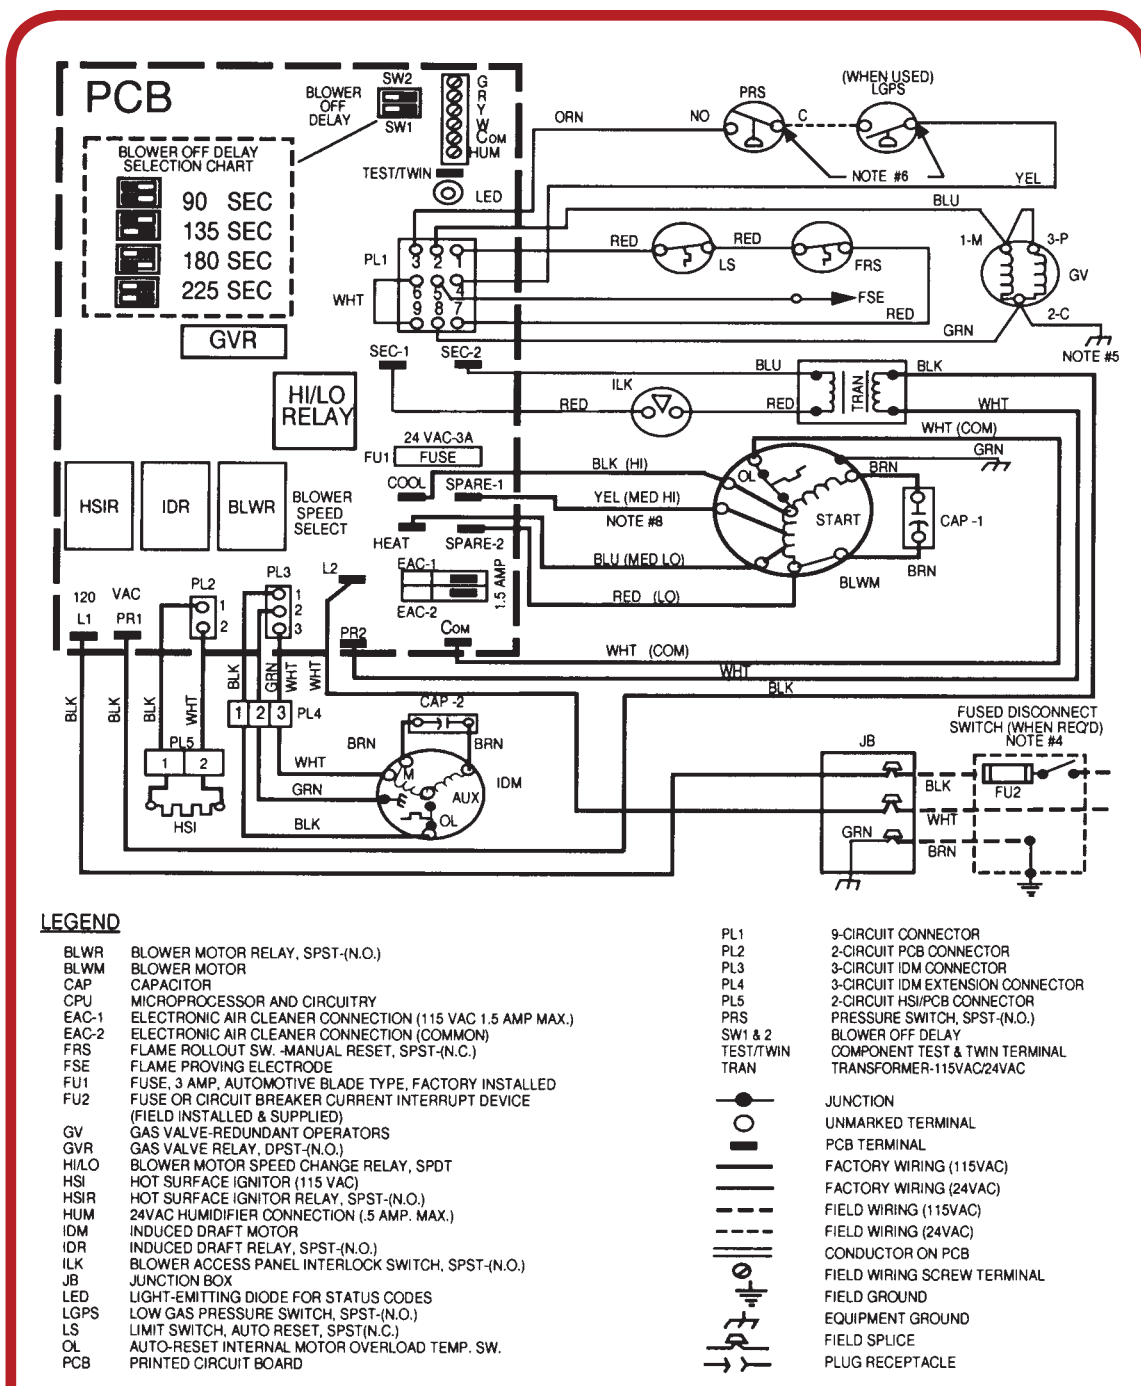 PCB
BLOWER
OFF
DELAY
SW2
SW1
G
R
Y
W
COM
HUM
TEST/TWIN
LED
BLOWER OFF DELAY
SELECTION CHART
90 SEC
135 SEC
180 SEC
225 SEC
GVR
HI/LO
RELAY
ORN
NO
PRS
C
(WHEN USED)
LGPS
NOTE #6
YEL
BLU
PL1
3 2 1
6 5 4
9 8 7
WHT
RED
LS
RED
FRS
FSE
RED
GRN
1-M
3-P
GV
2-C
NOTE #5
SEC-1
SEC-2
BLU
ILK
RED
RED
TRAN
BLK
WHT
24 VAC-3A
FU1
FUSE
WHT (COM)
GRN
HSIR
IDR
BLWR
BLOWER
SPEED
SELECT
COOL
SPARE-1
HEAT
SPARE-2
BLK (HI)
YEL (MED HI)
NOTE #8
BLU (MED LO)
RED (LO)
OL
START
BRN
CAP -1
BRN
BLWM
EAC-1
EAC-2
1.5 AMP
120 VAC
L1
PR1
PL2
1
2
PL3
1
2
3
L2
PR2
COM
WHT (COM)
WHT
BLK
BLK
BLK
BLK
WHT
BLK
GRN
WHT
WHT
1 2 3
PL4
PL5
1 2
HSI
WHT
GRN
BLK
CAP -2
BRN
BRN
M
E
AUX
OL
IDM
JB
GRN
FUSED DISCONNECT
SWITCH (WHEN REQ'D)
NOTE #4
BLK
FU2
WHT
BRN
LEGEND
BLWR BLOWER MOTOR RELAY, SPST-(N.O.)
BLWM BLOWER MOTOR
CAP CAPACITOR
CPU MICROPROCESSOR AND CIRCUITRY
EAC-1 ELECTRONIC AIR CLEANER CONNECTION (115 VAC 1.5 AMP MAX.)
EAC-2 ELECTRONIC AIR CLEANER CONNECTION (COMMON)
FRS FLAME ROLLOUT SW. -MANUAL RESET, SPST-(N.C.)
FSE FLAME PROVING ELECTRODE
FU1 FUSE, 3 AMP, AUTOMOTIVE BLADE TYPE, FACTORY INSTALLED
FU2 FUSE OR CIRCUIT BREAKER CURRENT INTERRUPT DEVICE
(FIELD INSTALLED & SUPPLIED)
GV GAS VALVE-REDUNDANT OPERATORS
GVR GAS VALVE RELAY, DPST-(N.O.)
HI/LO BLOWER MOTOR SPEED CHANGE RELAY, SPDT
HSI HOT SURFACE IGNITOR (115 VAC)
HSIR HOT SURFACE IGNITOR RELAY, SPST-(N.O.)
HUM 24VAC HUMIDIFIER CONNECTION (.5 AMP. MAX.)
IDM INDUCED DRAFT MOTOR
IDR INDUCED DRAFT RELAY, SPST-(N.O.)
ILK BLOWER ACCESS PANEL INTERLOCK SWITCH, SPST-(N.O.)
JB JUNCTION BOX
LED LIGHT-EMITTING DIODE FOR STATUS CODES
LGPS LOW GAS PRESSURE SWITCH, SPST-(N.O.)
LS LIMIT SWITCH, AUTO RESET, SPST(N.C.)
OL AUTO-RESET INTERNAL MOTOR OVERLOAD TEMP. SW.
PCB PRINTED CIRCUIT BOARD
PL1 9-CIRCUIT CONNECTOR
PL2 2-CIRCUIT PCB CONNECTOR
PL3 3-CIRCUIT IDM CONNECTOR
PL4 3-CIRCUIT IDM EXTENSION CONNECTOR
PL5 2-CIRCUIT HSI/PCB CONNECTOR
PRS PRESSURE SWITCH, SPST-(N.O.)
SW1 & 2 BLOWER OFF DELAY
TEST/TWIN COMPONENT TEST & TWIN TERMINAL
TRAN TRANSFORMER-115VAC/24VAC
JUNCTION
UNMARKED TERMINAL
PCB TERMINAL
FACTORY WIRING (115VAC)
FACTORY WIRING (24VAC)
FIELD WIRING (115VAC)
FIELD WIRING (24VAC)
CONDUCTOR ON PCB
FIELD WIRING SCREW TERMINAL
FIELD GROUND
EQUIPMENT GROUND
FIELD SPLICE
PLUG RECEPTACLE